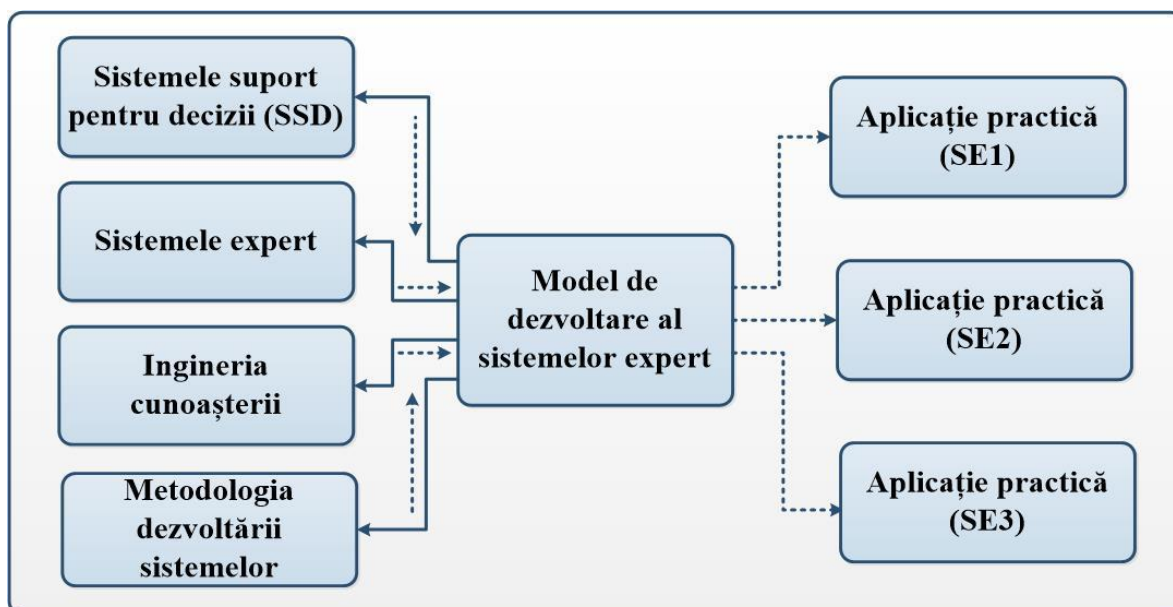 Sistemele suport
pentru decizii (SSD)
Sistemele expert
Ingineria
cunoașterii
Metodologia
dezvoltării
sistemelor
Model de
dezvoltare al
sistemelor expert
Aplicație practică
(SE1)
Aplicație practică
(SE2)
Aplicație practică
(SE3)